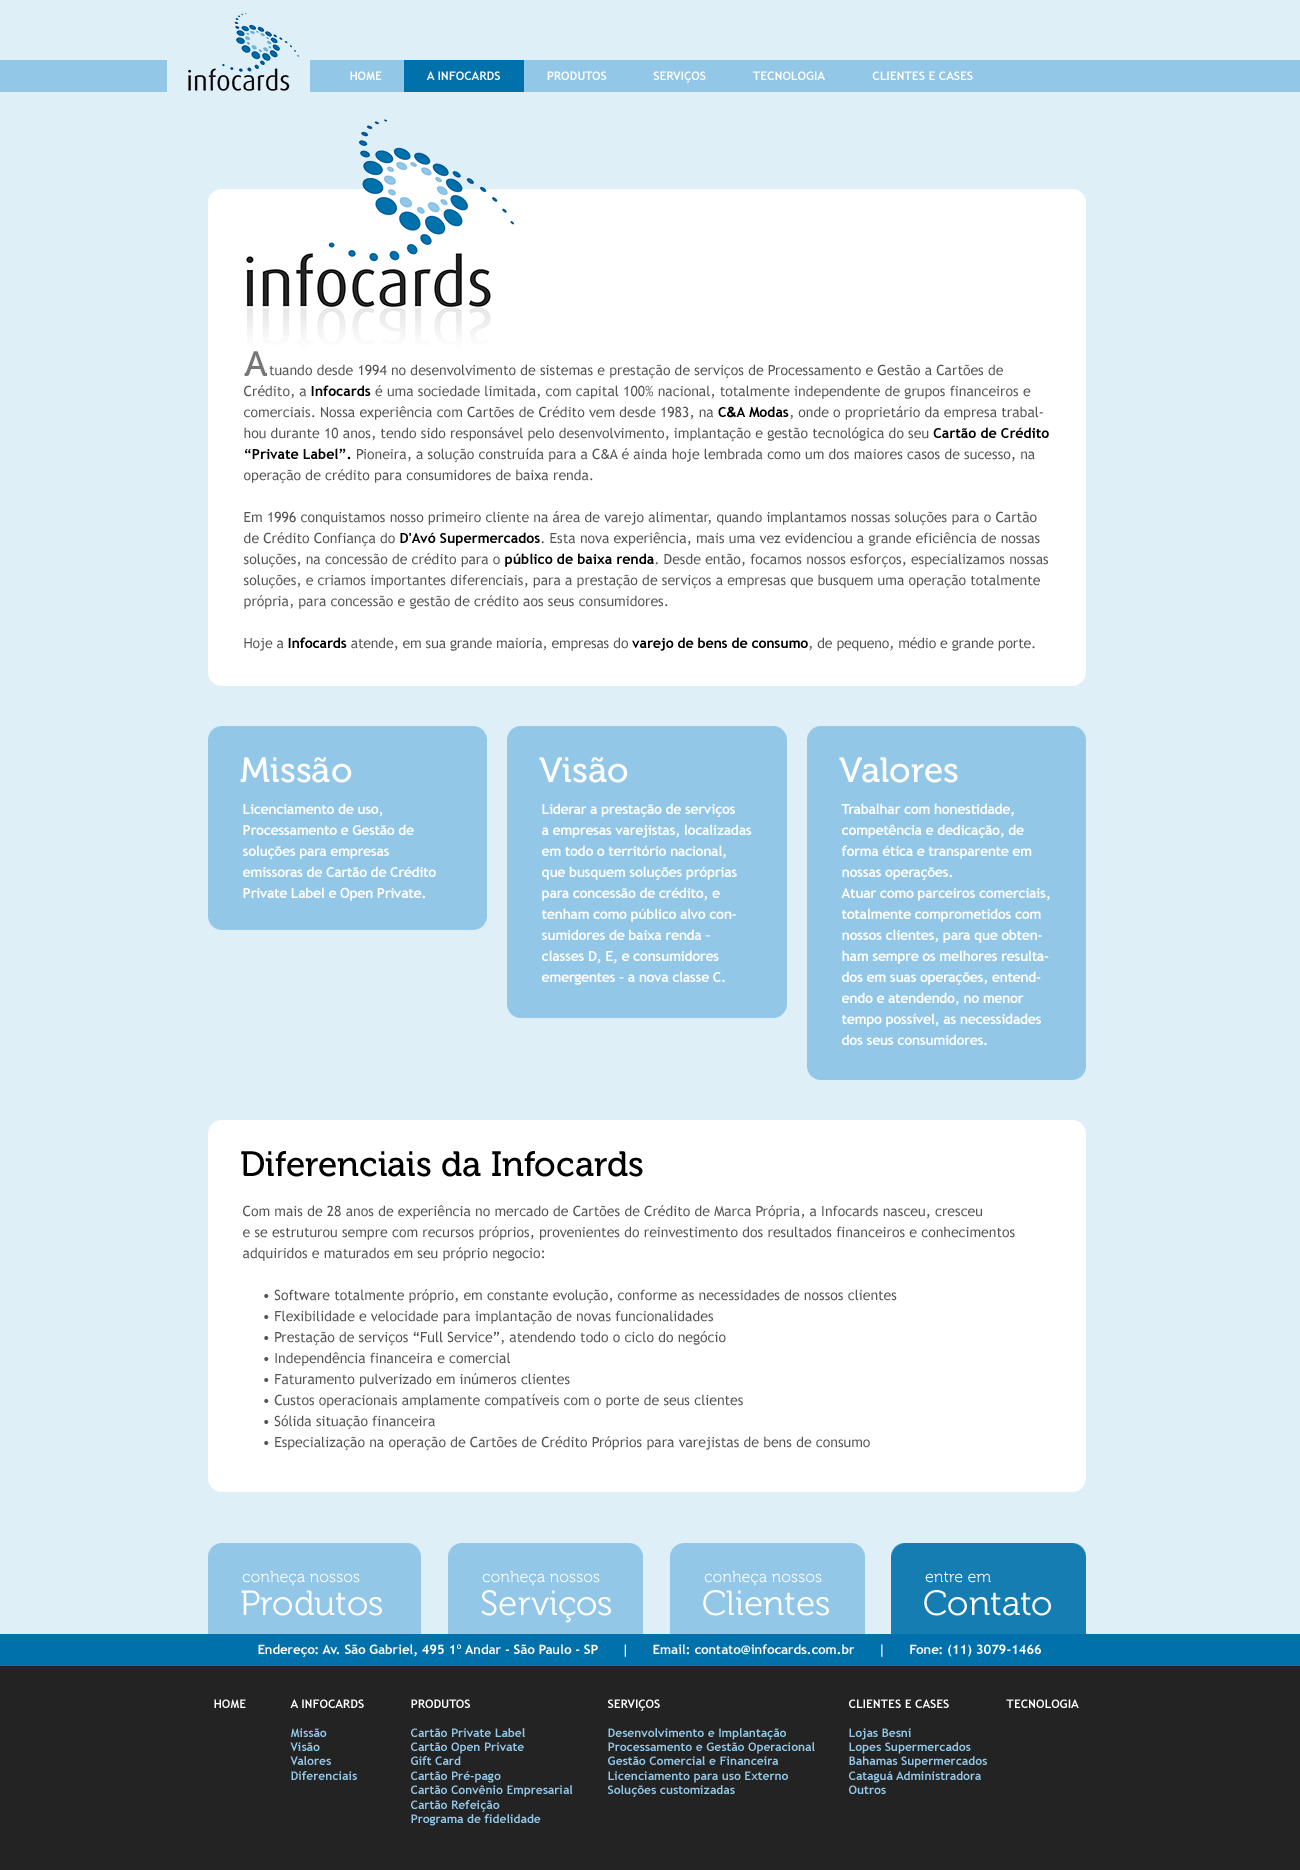 infocards
HOME
A INFOCARDS
PRODUTOS
SERVIÇOS
TECNOLOGIA
CLIENTES E CASES
infocards
Atuando desde 1994 no desenvolvimento de sistemas e prestação de serviços de Processamento e Gestão a Cartões de
Crédito, a Infocards é uma sociedade limitada, com capital 100% nacional, totalmente independente de grupos financeiros e
comerciais. Nossa experiência com Cartões de Crédito vem desde 1983, na C&A Modas, onde o proprietário da empresa trabal-
hou durante 10 anos, tendo sido responsável pelo desenvolvimento, implantação e gestão tecnológica do seu Cartão de Crédito
“Private Label”. Pioneira, a solução construída para a C&A é ainda hoje lembrada como um dos maiores casos de sucesso, na
operação de crédito para consumidores de baixa renda.
Em 1996 conquistamos nosso primeiro cliente na área de varejo alimentar, quando implantamos nossas soluções para o Cartão
de Crédito Confiança do D'Avó Supermercados. Esta nova experiência, mais uma vez evidenciou a grande eficiência de nossas
soluções, na concessão de crédito para o público de baixa renda. Desde então, focamos nossos esforços, especializamos nossas
soluções, e criamos importantes diferenciais, para a prestação de serviços a empresas que busquem uma operação totalmente
própria, para concessão e gestão de crédito aos seus consumidores.
Hoje a Infocards atende, em sua grande maioria, empresas do varejo de bens de consumo, de pequeno, médio e grande porte.
Missão
Licenciamento de uso,
Processamento e Gestão de
soluções para empresas
emissoras de Cartão de Crédito
Private Label e Open Private.
Visão
Liderar a prestação de serviços
a empresas varejistas, localizadas
em todo o território nacional,
que busquem soluções próprias
para concessão de crédito, e
tenham como público alvo con-
sumidores de baixa renda –
classes D, E, e consumidores
emergentes – a nova classe C.
Valores
Trabalhar com honestidade,
competência e dedicação, de
forma ética e transparente em
nossas operações.
Atuar como parceiros comerciais,
totalmente comprometidos com
nossos clientes, para que obten-
ham sempre os melhores resulta-
dos em suas operações, entend-
endo e atendendo, no menor
tempo possível, as necessidades
dos seus consumidores.
Diferenciais da Infocards
Com mais de 28 anos de experiência no mercado de Cartões de Crédito de Marca Própria, a Infocards nasceu, cresceu
e se estruturou sempre com recursos próprios, provenientes do reinvestimento dos resultados financeiros e conhecimentos
adquiridos e maturados em seu próprio negocio:
• Software totalmente próprio, em constante evolução, conforme as necessidades de nossos clientes
• Flexibilidade e velocidade para implantação de novas funcionalidades
• Prestação de serviços “Full Service”, atendendo todo o ciclo do negócio
• Independência financeira e comercial
• Faturamento pulverizado em inúmeros clientes
• Custos operacionais amplamente compatíveis com o porte de seus clientes
• Sólida situação financeira
• Especialização na operação de Cartões de Crédito Próprios para varejistas de bens de consumo
conheça nossos
Produtos
conheça nossos
Serviços
conheça nossos
Clientes
entre em
Contato
Endereço: Av. São Gabriel, 495 1º Andar - São Paulo - SP | Email: contato@infocards.com.br | Fone: (11) 3079-1466
HOME
A INFOCARDS
Missão
Visão
Valores
Diferenciais
PRODUTOS
Cartão Private Label
Cartão Open Private
Gift Card
Cartão Pré-pago
Cartão Convênio Empresarial
Cartão Refeição
Programa de fidelidade
SERVIÇOS
Desenvolvimento e Implantação
Processamento e Gestão Operacional
Gestão Comercial e Financeira
Licenciamento para uso Externo
Soluções customizadas
CLIENTES E CASES
Lojas Besni
Lopes Supermercados
Bahamas Supermercados
Cataguá Administradora
Outros
TECNOLOGIA